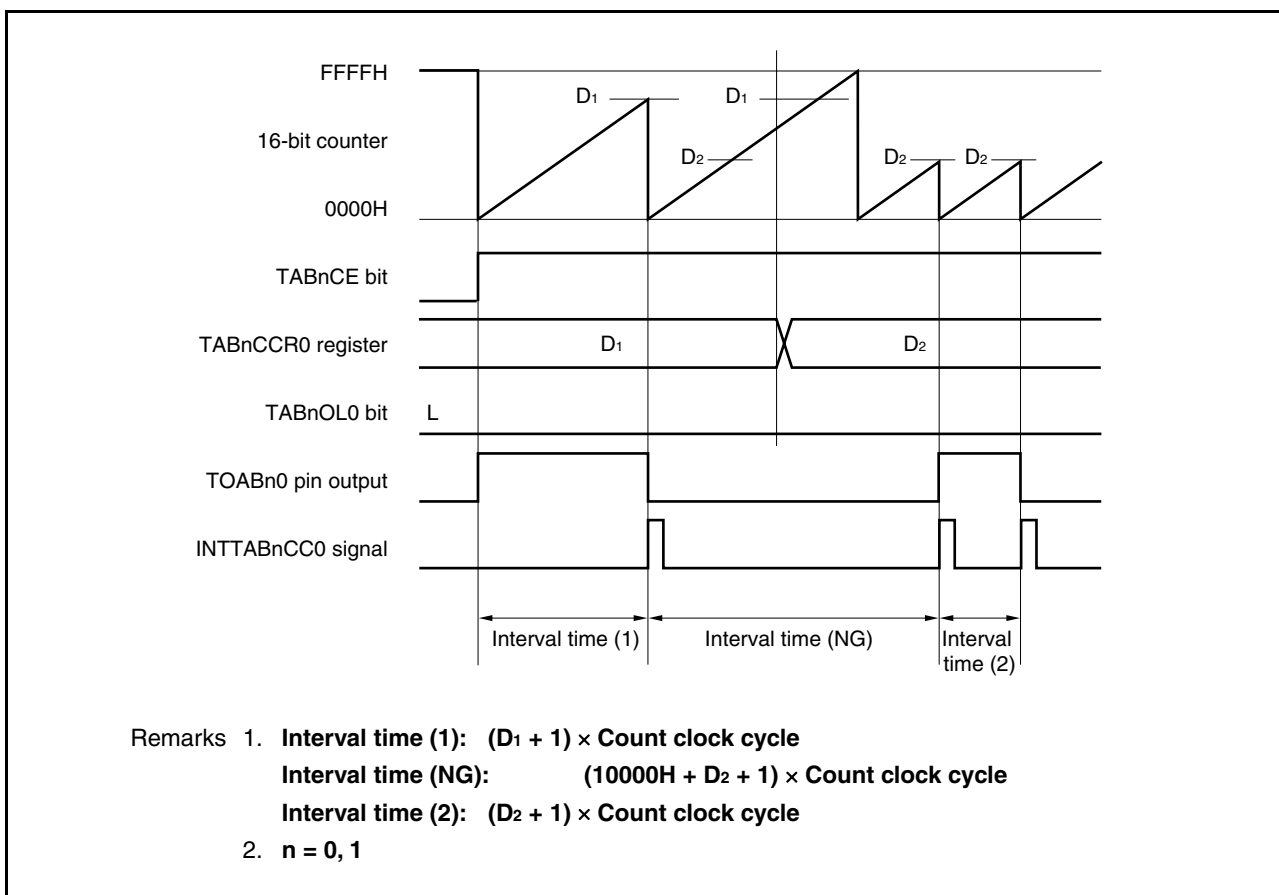 FFFFH
D1
D1
16-bit counter
D2
D2
D2
0000H
TABnCE bit
TABnCCR0 register
D1
D2
TABnOL0 bit
L
TOABn0 pin output
INTTABnCC0 signal
Interval time (1)
Interval time (NG)
Interval
time (2)
Remarks 1. Interval time (1): (D1 + 1) × Count clock cycle
Interval time (NG): (10000H + D2 + 1) × Count clock cycle
Interval time (2): (D2 + 1) × Count clock cycle
2. n = 0, 1